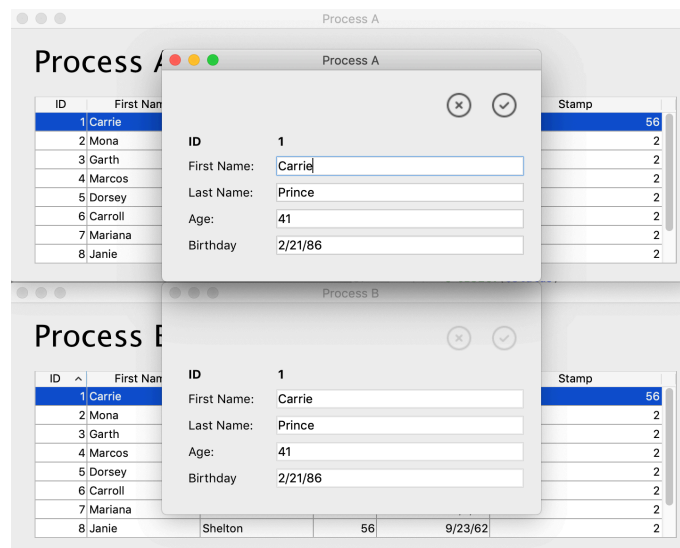 Process A
Process A
Process A
ID First Nam Stamp
1 Carrie 56
2 Mona 2
3 Garth 2
4 Marcos 2
5 Dorsey 2
6 Carroll 2
7 Mariana 2
8 Janie 2
ID 1
First Name: Carrie
Last Name: Prince
Age: 41
Birthday 2/21/86
Process B
Process B
ID First Nam Stamp
1 Carrie 56
2 Mona 2
3 Garth 2
4 Marcos 2
5 Dorsey 2
6 Carroll 2
7 Mariana 2
8 Janie Shelton 56 9/23/62 2
ID 1
First Name: Carrie
Last Name: Prince
Age: 41
Birthday 2/21/86